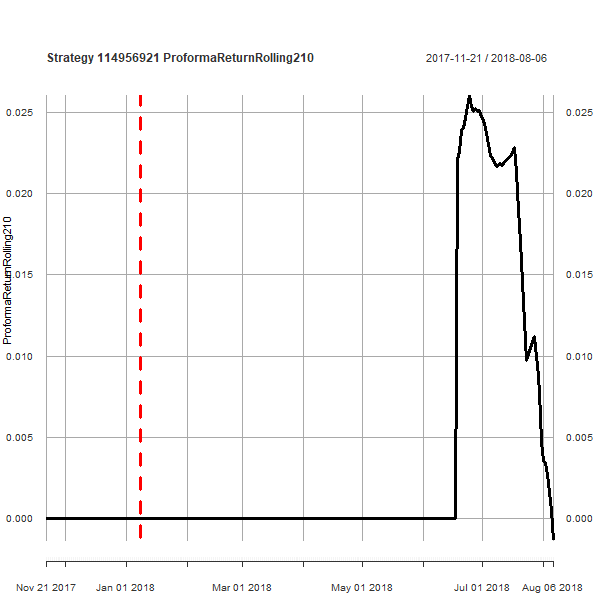 Strategy 114956921 ProformaReturnRolling210
2017-11-21 / 2018-08-06
0.025 0.025
0.020 0.020
0.015 0.015
0.010 0.010
0.005 0.005
0.000 0.000
ProformaReturnRolling210
Nov 21 2017 Jan 01 2018 Mar 01 2018 May 01 2018 Jul 01 2018 Aug 06 2018